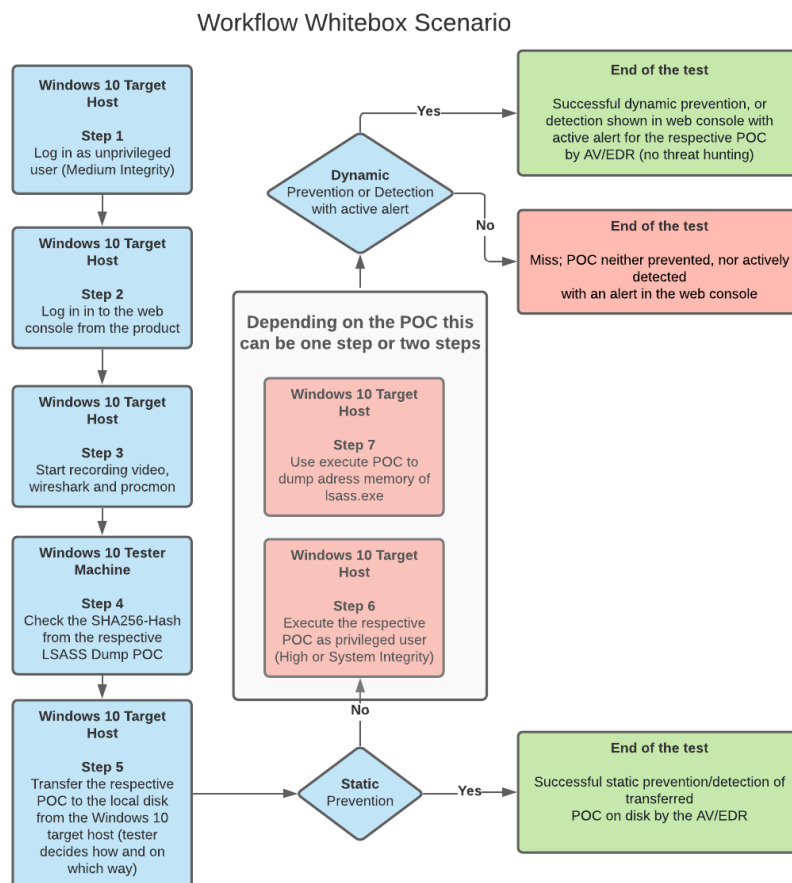 Workflow Whitebox Scenario
Windows 10 Target
Host
Step 1
Log in as unprivileged
user (Medium Integrity)
Windows 10 Target
Host
Step 2
Log in in to the web
console from the product
Windows 10 Target
Host
Step 3
Start recording video,
wireshark and procmon
Windows 10 Tester
Machine
Step 4
Check the SHA256-Hash
from the respective
LSASS Dump POC
Windows 10 Target
Host
Step 5
Transfer the respective
POC to the local disk
from the Windows 10
target host (tester
decides how and on
which way)
Static
Prevention
Yes
End of the test
Successful static prevention/detection of
transferred
POC on disk by the AV/EDR
No
Depending on the POC this
can be one step or two steps
Windows 10 Target
Host
Step 6
Execute the respective
POC as privileged user
(High or System Integrity)
Windows 10 Target
Host
Step 7
Use execute POC to
dump adress memory of
lsass.exe
Dynamic
Prevention or Detection
with active alert
Yes
End of the test
Successful dynamic prevention, or
detection shown in web console with
active alert for the respective POC
by AV/EDR (no threat hunting)
No
End of the test
Miss; POC neither prevented, nor actively
detected
with an alert in the web console